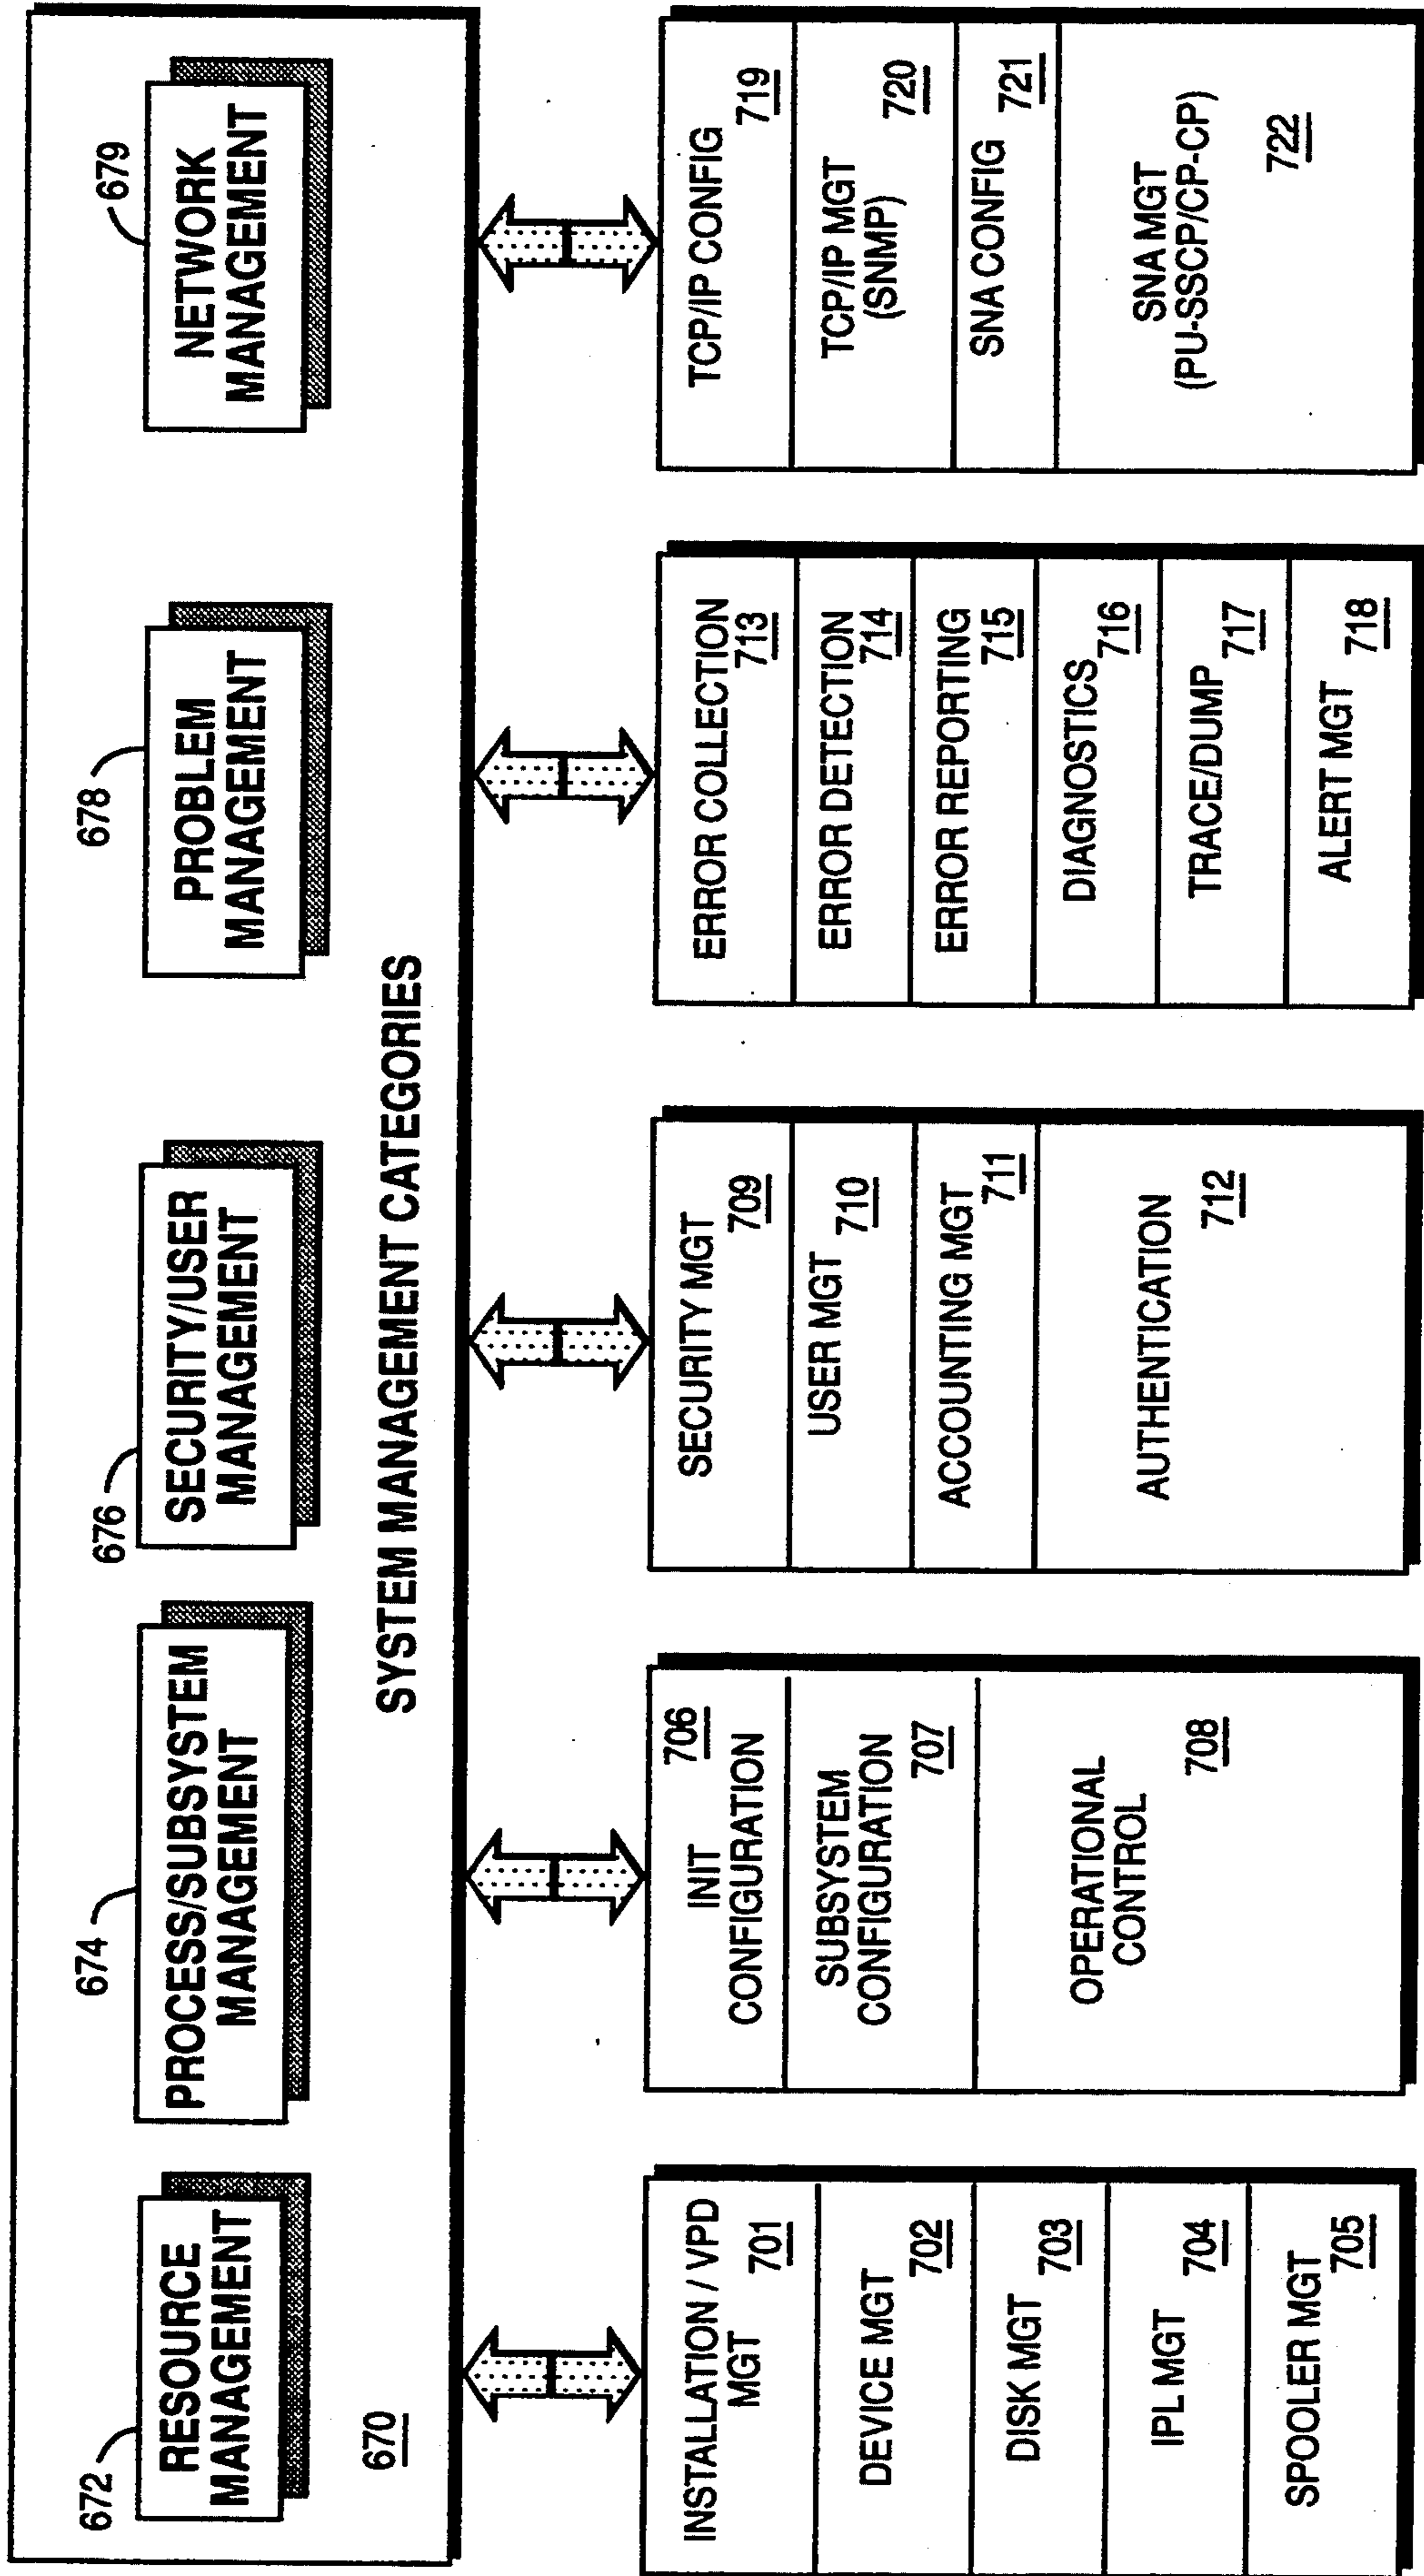 672
RESOURCE
MANAGEMENT
674
PROCESS/SUBSYSTEM
MANAGEMENT
676
SECURITY/USER
MANAGEMENT
678
PROBLEM
MANAGEMENT
679
NETWORK
MANAGEMENT
670
SYSTEM MANAGEMENT CATEGORIES
INSTALLATION / VPD
MGT
701
DEVICE MGT
702
DISK MGT
703
IPL MGT
704
SPOOLER MGT
705
706
INIT
CONFIGURATION
SUBSYSTEM
CONFIGURATION
707
OPERATIONAL
CONTROL
708
SECURITY MGT
709
USER MGT
710
ACCOUNTING MGT
711
AUTHENTICATION
712
ERROR COLLECTION
713
ERROR DETECTION
714
ERROR REPORTING
715
DIAGNOSTICS
716
TRACE/DUMP
717
ALERT MGT
718
TCP/IP CONFIG
719
TCP/IP MGT
(SNMP)
720
SNA CONFIG
721
SNA MGT
(PU-SSCP/CP-CP)
722